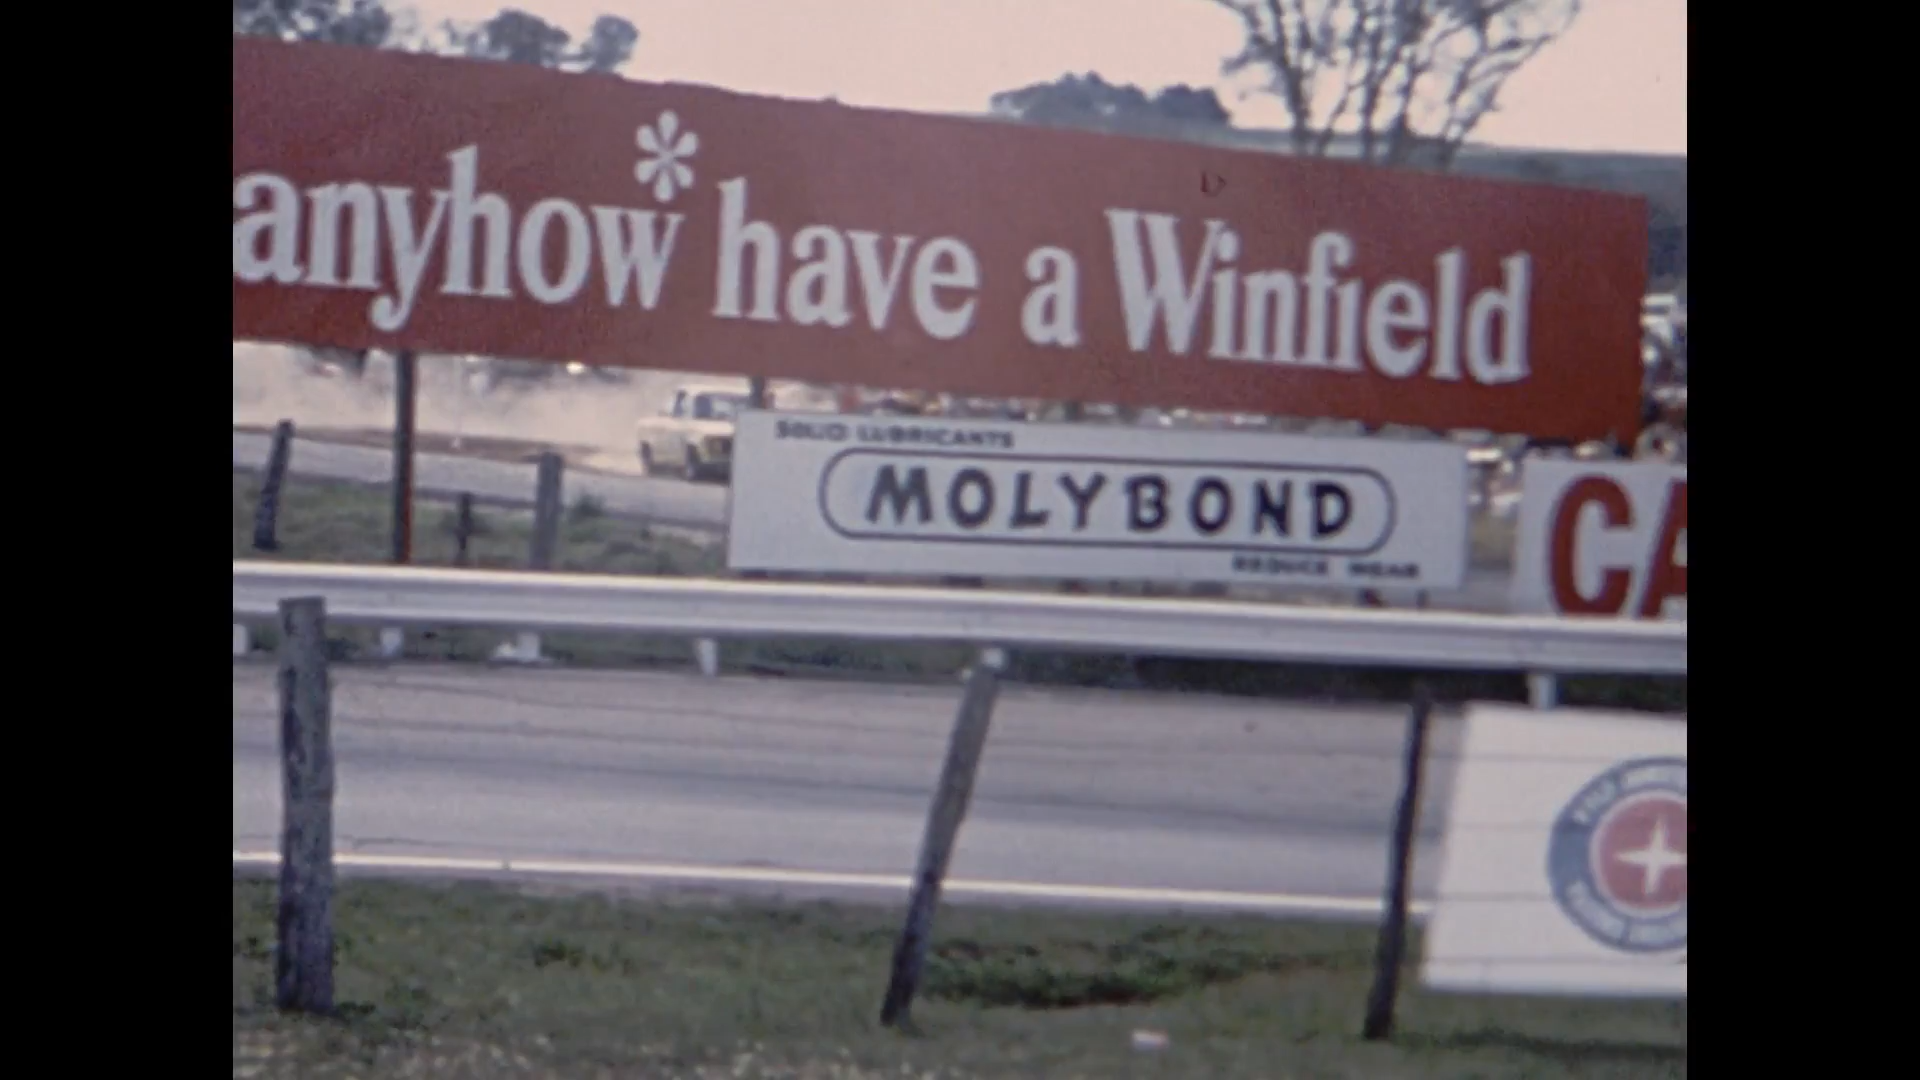 anyhow* have a Winfield
SOLID LUBRICANTS
MOLYBOND
REDUCE WEAR
CA